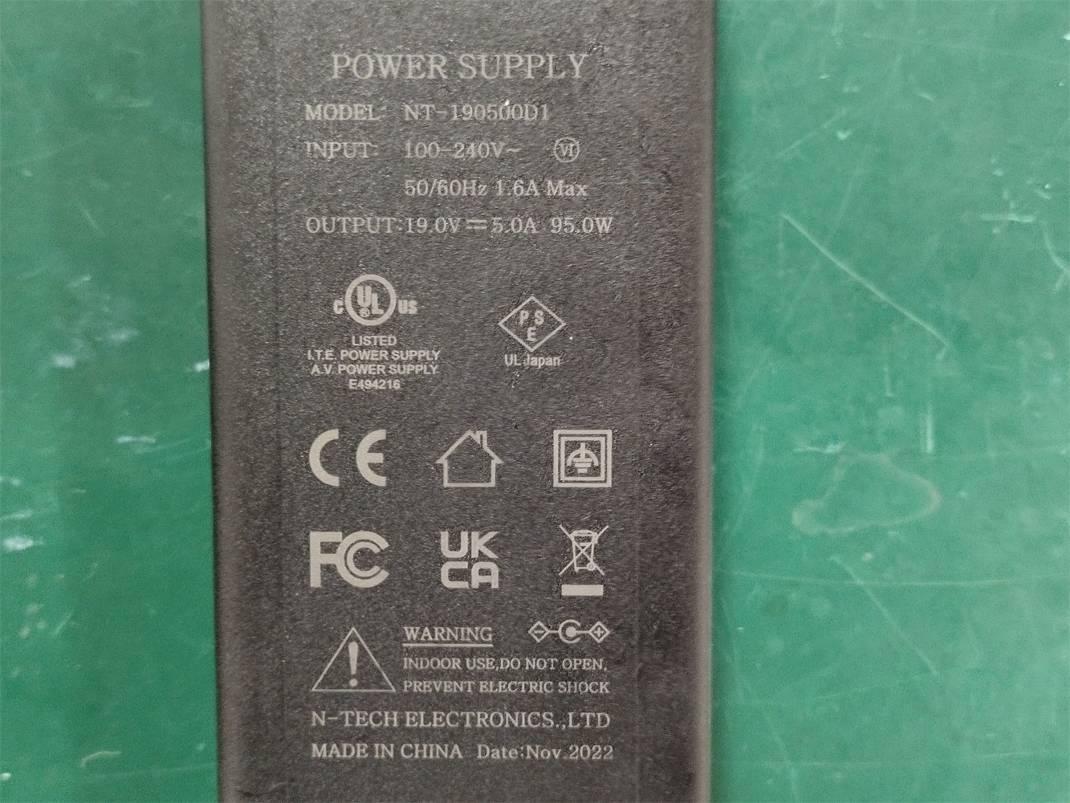 POWER SUPPLY
MODEL: NT-190500D1
INPUT: 100-240V~ VI
50/60Hz 1.6A Max
OUTPUT:19.0V⎓5.0A 95.0W
c UL us
®
LISTED
I.T.E. POWER SUPPLY
A.V. POWER SUPPLY
E494216
P S
E
UL Japan
CE
FC
UK
CA
WARNING
INDOOR USE,DO NOT OPEN,
PREVENT ELECTRIC SHOCK
N-TECH ELECTRONICS.,LTD
MADE IN CHINA Date:Nov.2022